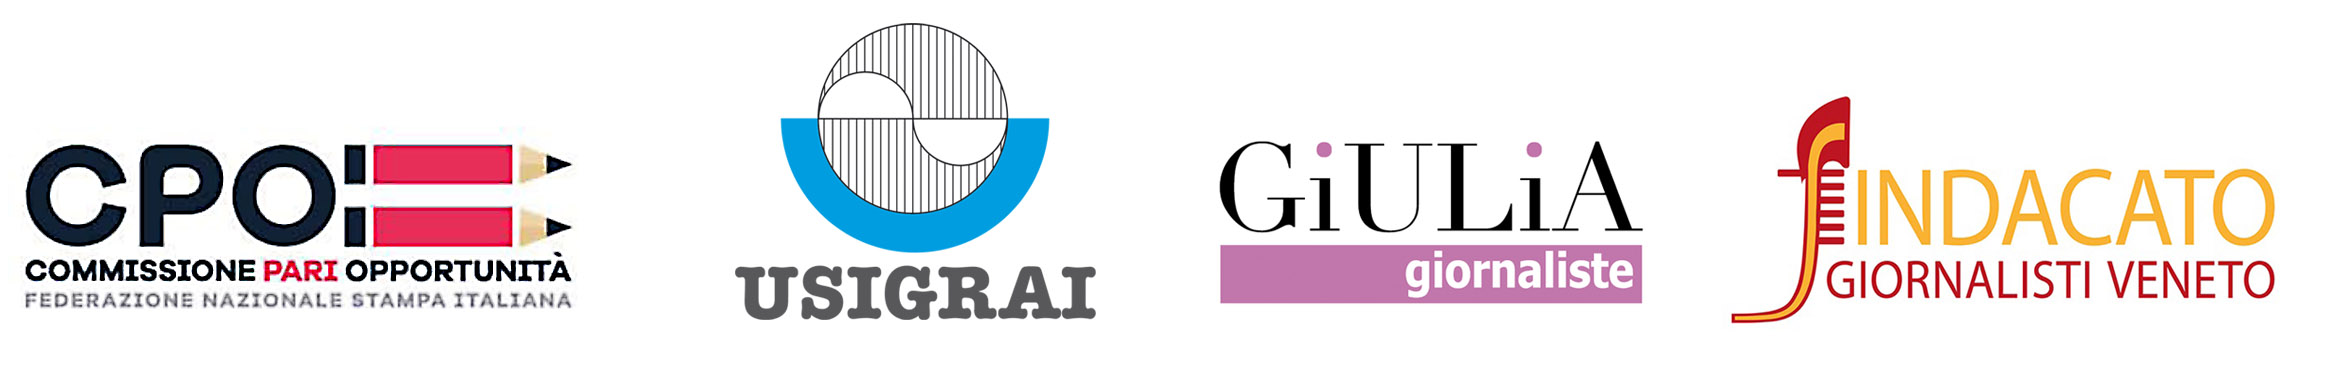 CPO
COMMISSIONE PARI OPPORTUNITÀ
FEDERAZIONE NAZIONALE STAMPA ITALIANA
USIGRAI
GiULiA
giornaliste
SINDACATO
GIORNALISTI VENETO